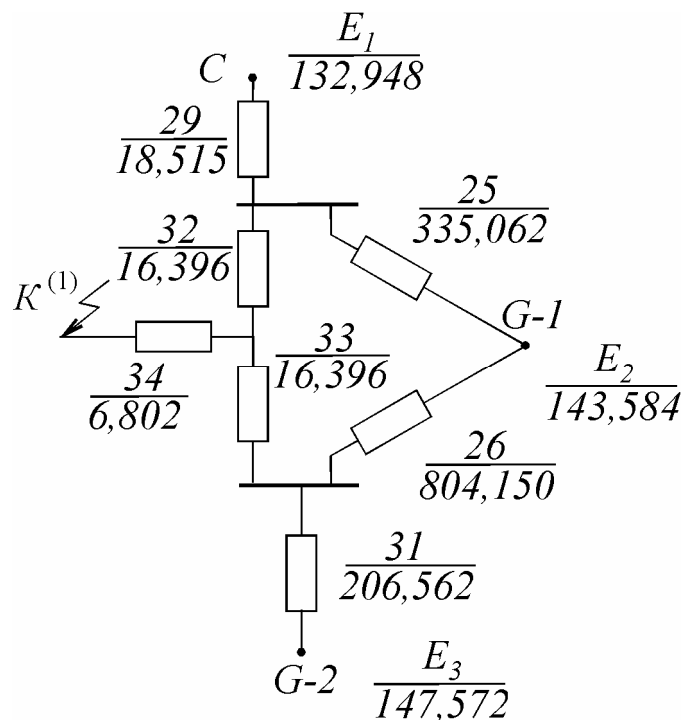 E1
C
132,948
29
18,515
25
335,062
32
16,396
K(1)
G-1
33
16,396
34
6,802
E2
143,584
26
804,150
31
206,562
E3
G-2
147,572